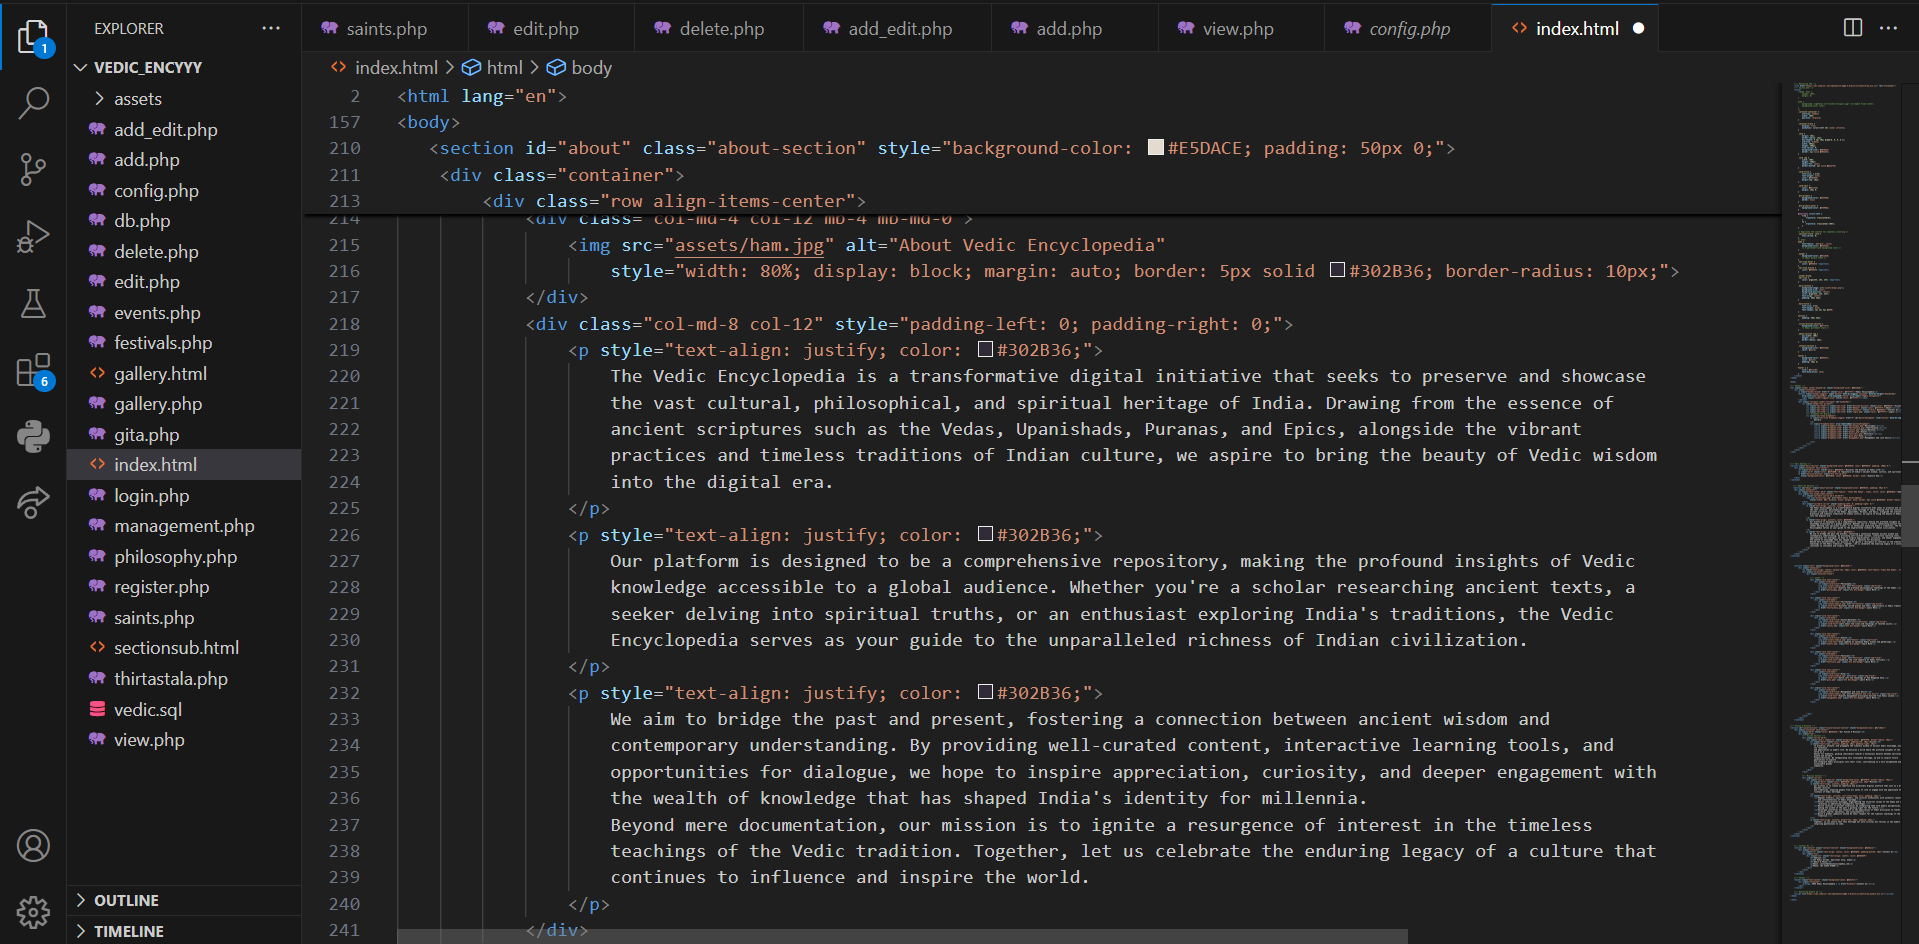 EXPLORER
saints.php
edit.php
delete.php
add_edit.php
add.php
view.php
config.php
index.html
1
VEDIC_ENCYYY
assets
add_edit.php
add.php
config.php
db.php
delete.php
edit.php
events.php
festivals.php
gallery.html
gallery.php
gita.php
index.html
login.php
management.php
philosophy.php
register.php
saints.php
sectionsub.html
thirtastala.php
vedic.sql
view.php
OUTLINE
TIMELINE
6
index.html > html > body
2 <html lang="en">
157 <body>
210 <section id="about" class="about-section" style="background-color: #E5DACE; padding: 50px 0;">
211 <div class="container">
213 <div class="row align-items-center">
214 <div class="col-md-4 col-12 mb-4 mb-md-0">
215 <img src="assets/ham.jpg" alt="About Vedic Encyclopedia"
216 style="width: 80%; display: block; margin: auto; border: 5px solid #302B36; border-radius: 10px;">
217 </div>
218 <div class="col-md-8 col-12" style="padding-left: 0; padding-right: 0;">
219 <p style="text-align: justify; color: #302B36;">
220 The Vedic Encyclopedia is a transformative digital initiative that seeks to preserve and showcase
221 the vast cultural, philosophical, and spiritual heritage of India. Drawing from the essence of
222 ancient scriptures such as the Vedas, Upanishads, Puranas, and Epics, alongside the vibrant
223 practices and timeless traditions of Indian culture, we aspire to bring the beauty of Vedic wisdom
224 into the digital era.
225 </p>
226 <p style="text-align: justify; color: #302B36;">
227 Our platform is designed to be a comprehensive repository, making the profound insights of Vedic
228 knowledge accessible to a global audience. Whether you're a scholar researching ancient texts, a
229 seeker delving into spiritual truths, or an enthusiast exploring India's traditions, the Vedic
230 Encyclopedia serves as your guide to the unparalleled richness of Indian civilization.
231 </p>
232 <p style="text-align: justify; color: #302B36;">
233 We aim to bridge the past and present, fostering a connection between ancient wisdom and
234 contemporary understanding. By providing well-curated content, interactive learning tools, and
235 opportunities for dialogue, we hope to inspire appreciation, curiosity, and deeper engagement with
236 the wealth of knowledge that has shaped India's identity for millennia.
237 Beyond mere documentation, our mission is to ignite a resurgence of interest in the timeless
238 teachings of the Vedic tradition. Together, let us celebrate the enduring legacy of a culture that
239 continues to influence and inspire the world.
240 </p>
241 </div>